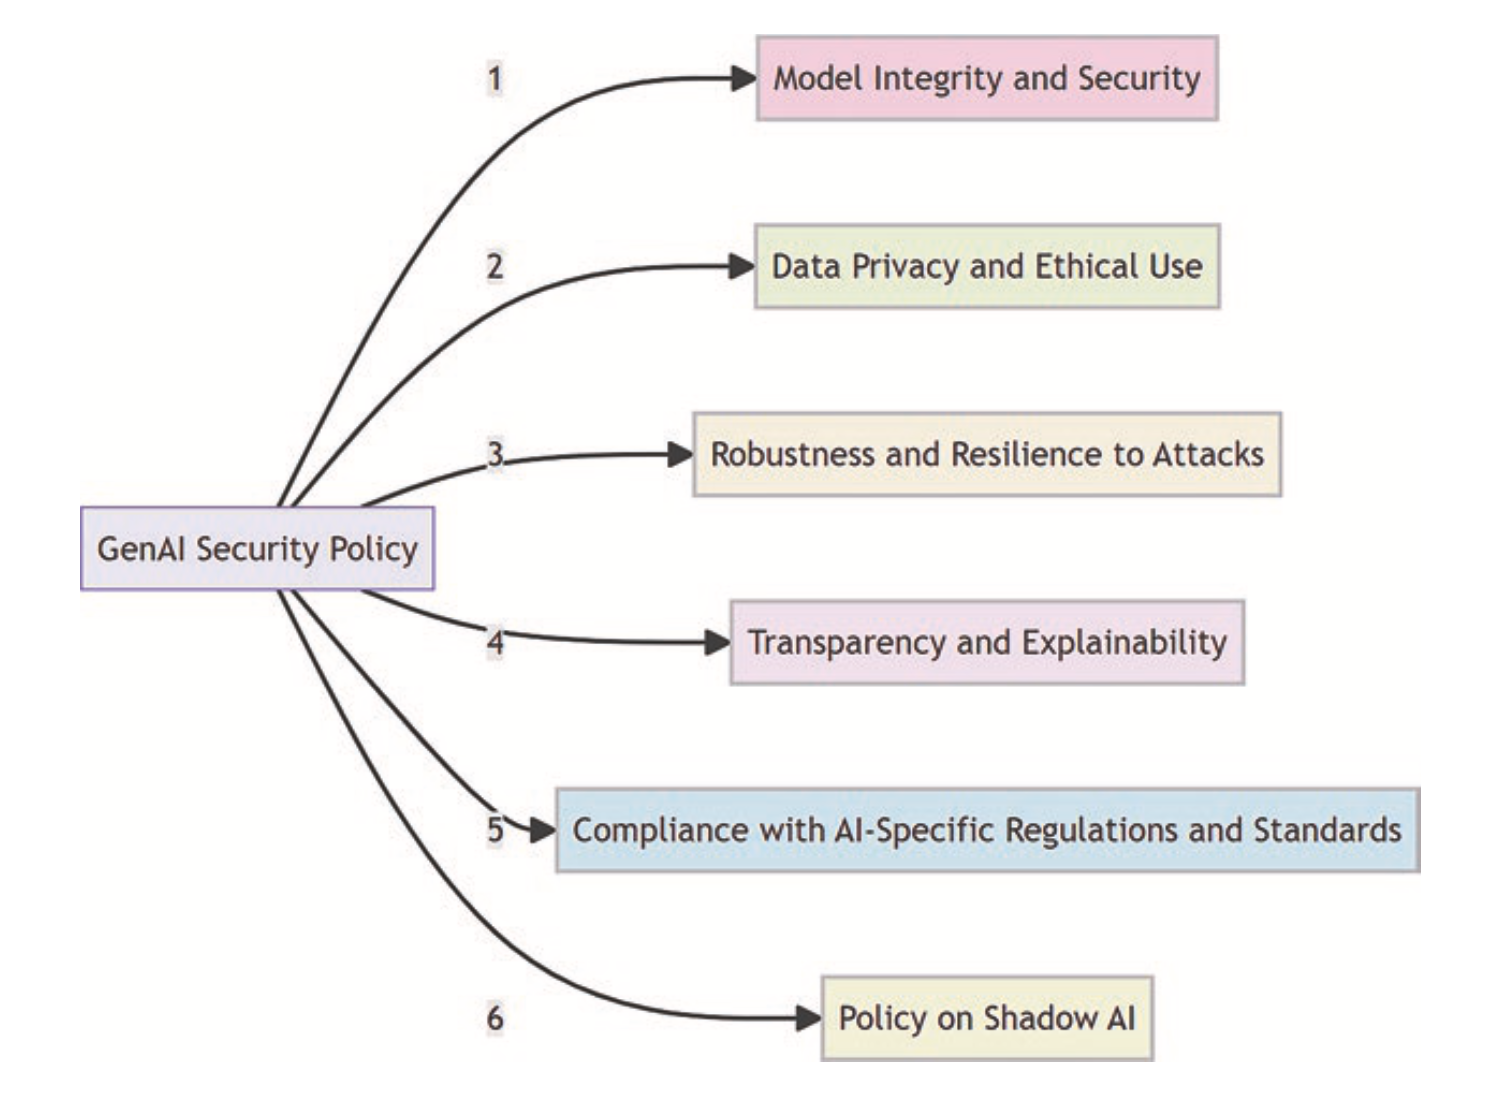 1
Model Integrity and Security
2
Data Privacy and Ethical Use
3
Robustness and Resilience to Attacks
GenAI Security Policy
4
Transparency and Explainability
5
Compliance with AI-Specific Regulations and Standards
6
Policy on Shadow AI